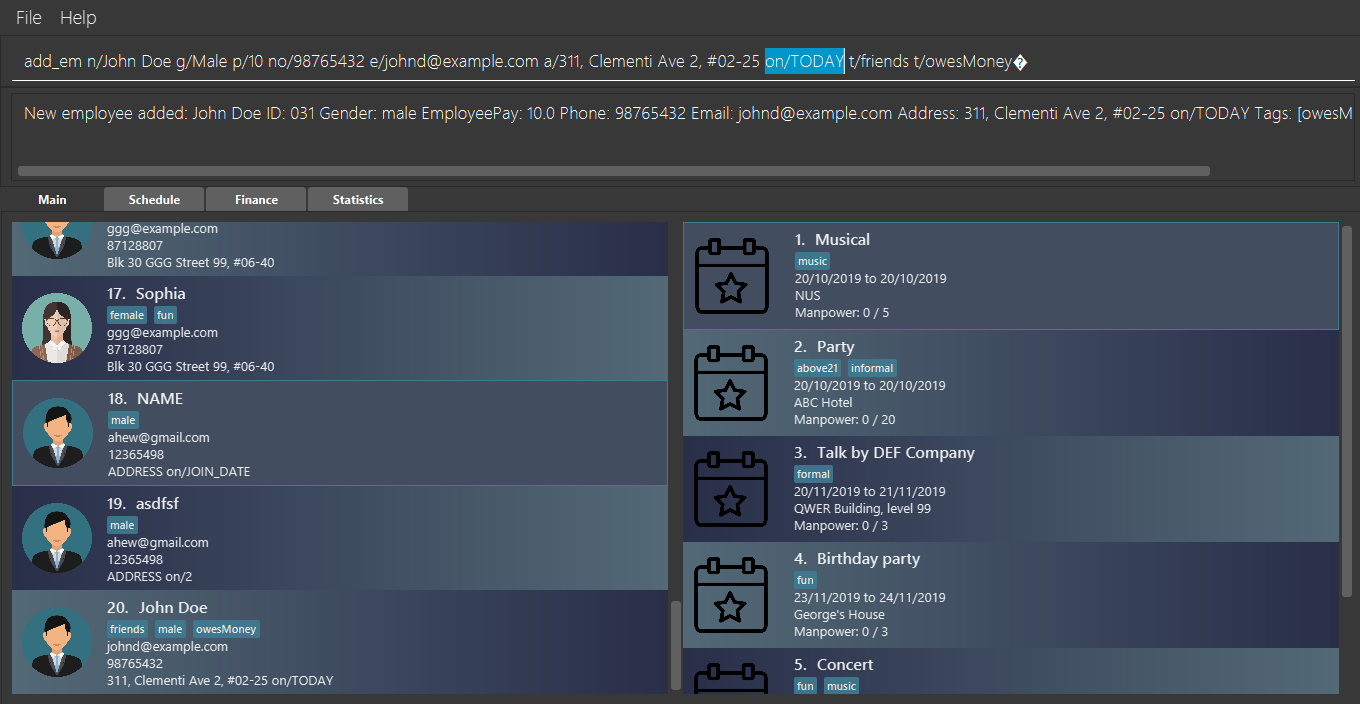 File Help
add_em n/John Doe g/Male p/10 no/98765432 e/johnd@example.com a/311, Clementi Ave 2, #02-25 on/TODAY t/friends t/owesMoney�
New employee added: John Doe ID: 031 Gender: male EmployeePay: 10.0 Phone: 98765432 Email: johnd@example.com Address: 311, Clementi Ave 2, #02-25 on/TODAY Tags: [owesM
Main Schedule Finance Statistics
ggg@example.com
87128807
Blk 30 GGG Street 99, #06-40
17. Sophia
female fun
ggg@example.com
87128807
Blk 30 GGG Street 99, #06-40
18. NAME
male
ahew@gmail.com
12365498
ADDRESS on/JOIN_DATE
19. asdfsf
male
ahew@gmail.com
12365498
ADDRESS on/2
20. John Doe
friends male owesMoney
johnd@example.com
98765432
311, Clementi Ave 2, #02-25 on/TODAY
1. Musical
music
20/10/2019 to 20/10/2019
NUS
Manpower: 0 / 5
2. Party
above21 informal
20/10/2019 to 20/10/2019
ABC Hotel
Manpower: 0 / 20
3. Talk by DEF Company
formal
20/11/2019 to 21/11/2019
QWER Building, level 99
Manpower: 0 / 3
4. Birthday party
fun
23/11/2019 to 24/11/2019
George's House
Manpower: 0 / 3
5. Concert
fun music